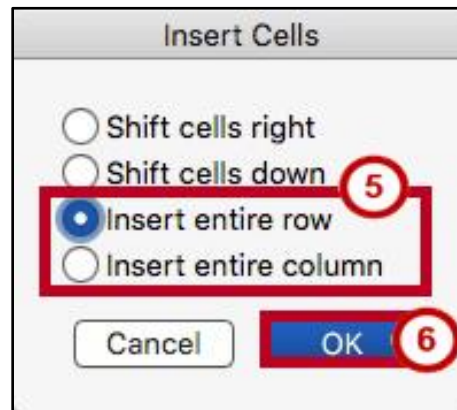 Insert Cells
Shift cells right
Shift cells down
5
Insert entire row
Insert entire column
Cancel
OK
6